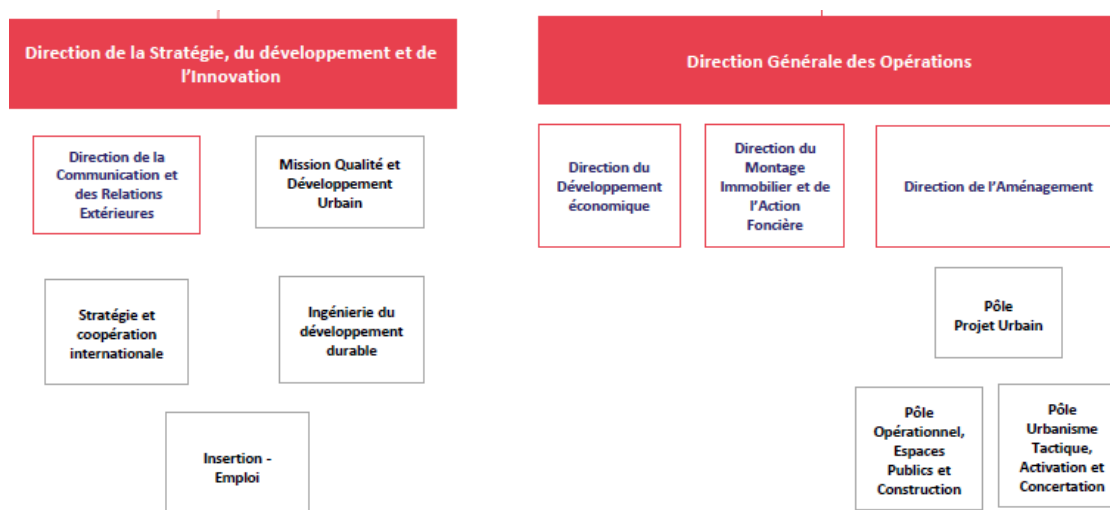 Direction de la Stratégie, du développement et de
l'Innovation
Direction de la
Communication et
des Relations
Extérieures
Mission Qualité et
Développement
Urbain
Stratégie et
coopération
internationale
Ingénierie du
développement
durable
Insertion -
Emploi
Direction Générale des Opérations
Direction du
Développement
économique
Direction du
Montage
Immobilier et de
l'Action
Foncière
Direction de l'Aménagement
Pôle
Projet Urbain
Pôle
Opérationnel,
Espaces
Publics et
Construction
Pôle
Urbanisme
Tactique,
Activation et
Concertation